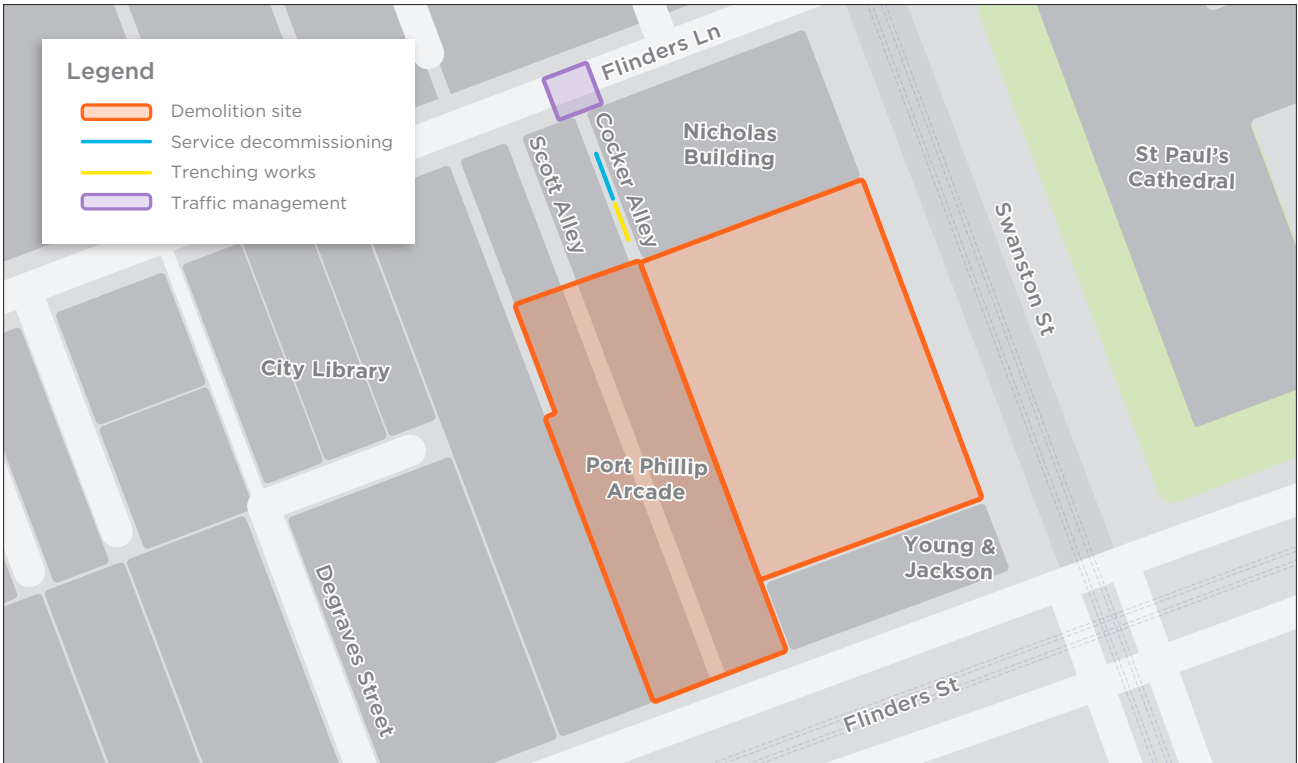 Legend
Demolition site
Service decommissioning
Trenching works
Traffic management
Flinders Ln
Cocker Alley
Scott Alley
Nicholas
Building
St Paul's
Cathedral
Swanston St
City Library
Port Phillip
Arcade
Young &
Jackson
Degraves Street
Flinders St